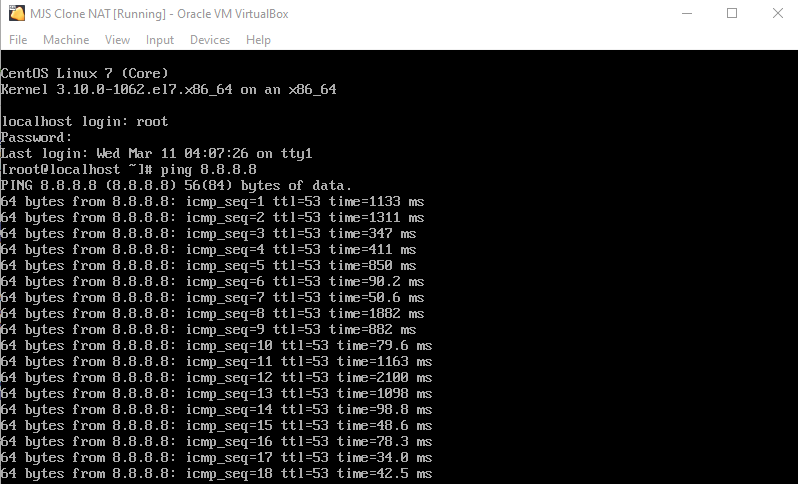 MJS Clone NAT [Running] - Oracle VM VirtualBox
File Machine View Input Devices Help
CentOS Linux 7 (Core)
Kernel 3.10.0-1062.el7.x86_64 on an x86_64
localhost login: root
Password:
Last login: Wed Mar 11 04:07:26 on tty1
[root@localhost ~]# ping 8.8.8.8
PING 8.8.8.8 (8.8.8.8) 56(84) bytes of data.
64 bytes from 8.8.8.8: icmp_seq=1 ttl=53 time=1133 ms
64 bytes from 8.8.8.8: icmp_seq=2 ttl=53 time=1311 ms
64 bytes from 8.8.8.8: icmp_seq=3 ttl=53 time=347 ms
64 bytes from 8.8.8.8: icmp_seq=4 ttl=53 time=411 ms
64 bytes from 8.8.8.8: icmp_seq=5 ttl=53 time=850 ms
64 bytes from 8.8.8.8: icmp_seq=6 ttl=53 time=90.2 ms
64 bytes from 8.8.8.8: icmp_seq=7 ttl=53 time=50.6 ms
64 bytes from 8.8.8.8: icmp_seq=8 ttl=53 time=1882 ms
64 bytes from 8.8.8.8: icmp_seq=9 ttl=53 time=882 ms
64 bytes from 8.8.8.8: icmp_seq=10 ttl=53 time=79.6 ms
64 bytes from 8.8.8.8: icmp_seq=11 ttl=53 time=1163 ms
64 bytes from 8.8.8.8: icmp_seq=12 ttl=53 time=2100 ms
64 bytes from 8.8.8.8: icmp_seq=13 ttl=53 time=1098 ms
64 bytes from 8.8.8.8: icmp_seq=14 ttl=53 time=98.8 ms
64 bytes from 8.8.8.8: icmp_seq=15 ttl=53 time=48.6 ms
64 bytes from 8.8.8.8: icmp_seq=16 ttl=53 time=78.3 ms
64 bytes from 8.8.8.8: icmp_seq=17 ttl=53 time=34.0 ms
64 bytes from 8.8.8.8: icmp_seq=18 ttl=53 time=42.5 ms